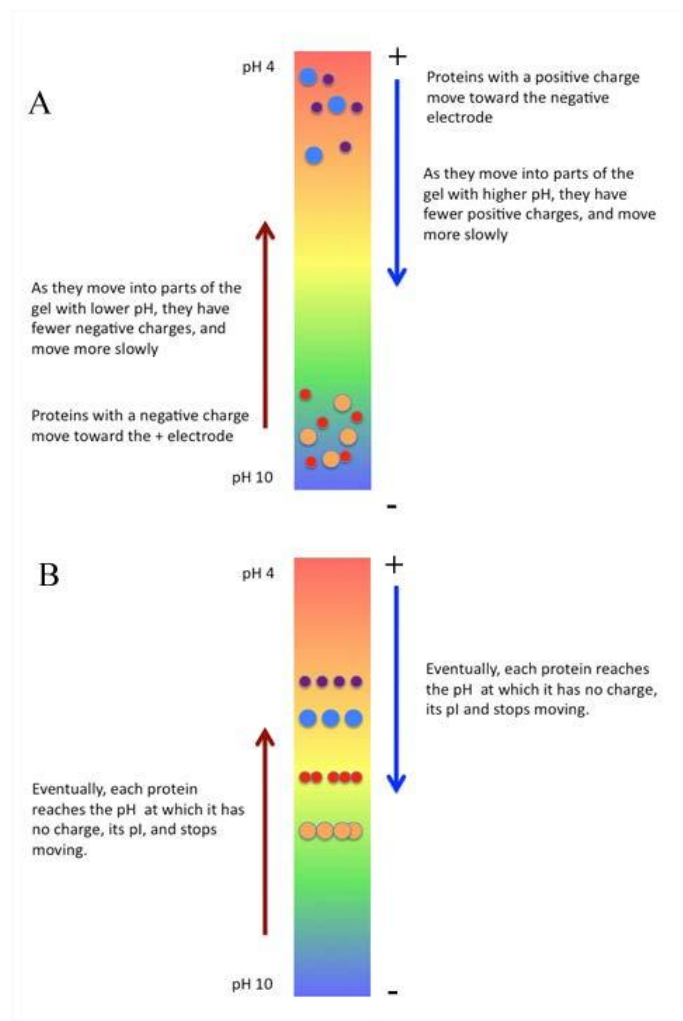 pH 4
+
A
Proteins with a positive charge
move toward the negative
electrode
As they move into parts of the
gel with higher pH, they have
fewer positive charges, and move
more slowly
As they move into parts of the
gel with lower pH, they have
fewer negative charges, and
move more slowly
Proteins with a negative charge
move toward the + electrode
pH 10
-
B
pH 4
+
Eventually, each protein reaches
the pH at which it has no charge,
its pI and stops moving.
Eventually, each protein
reaches the pH at which it has
no charge, its pI, and stops
moving.
pH 10
-